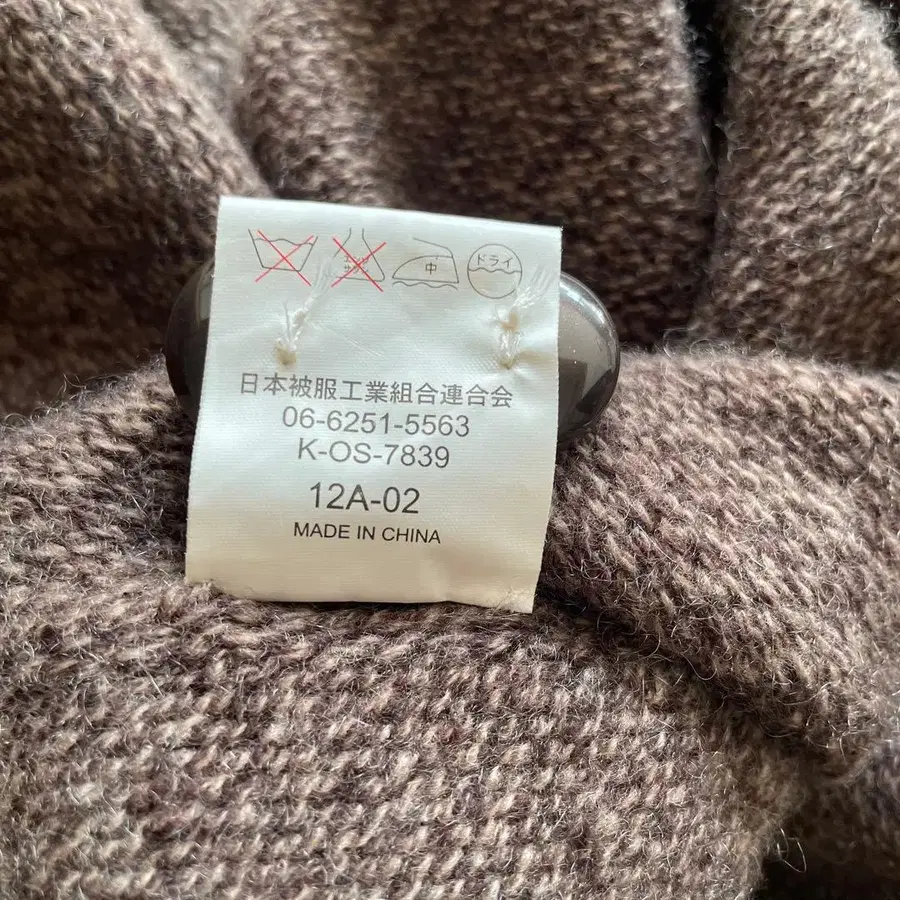 中 ドライ
日本被服工業組合連合会
06-6251-5563
K-OS-7839
12A-02
MADE IN CHINA